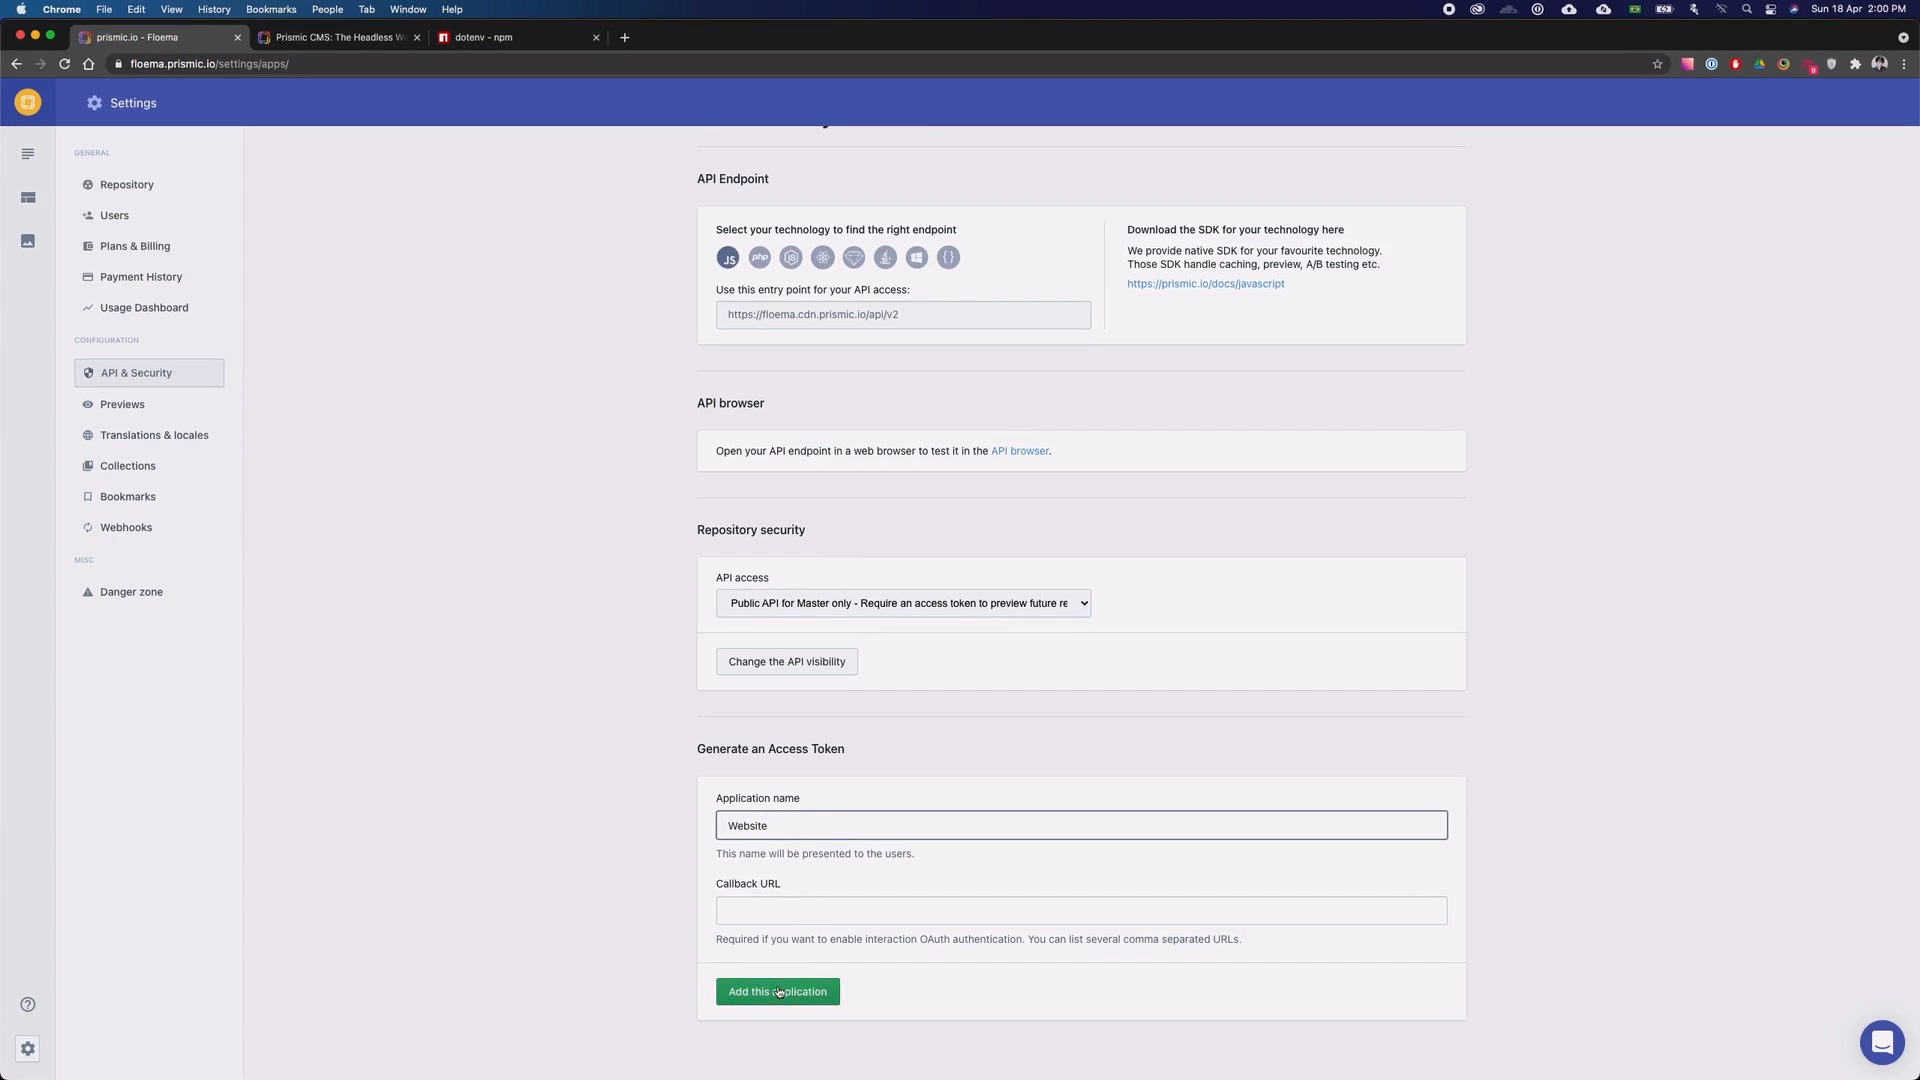 Chrome File Edit View History Bookmarks People Tab Window Help
Sun 18 Apr 2:00 PM
prismic.io - Floema
Prismic CMS: The Headless W
dotenv - npm
floema.prismic.io/settings/apps/
9
Settings
GENERAL
Repository
Users
Plans & Billing
Payment History
Usage Dashboard
CONFIGURATION
API & Security
Previews
Translations & locales
Collections
Bookmarks
Webhooks
MISC
Danger zone
API Endpoint
Select your technology to find the right endpoint
JS php
Use this entry point for your API access:
https://floema.cdn.prismic.io/api/v2
Download the SDK for your technology here
We provide native SDK for your favourite technology.
Those SDK handle caching, preview, A/B testing etc.
https://prismic.io/docs/javascript
API browser
Open your API endpoint in a web browser to test it in the API browser.
Repository security
API access
Public API for Master only - Require an access token to preview future re
Change the API visibility
Generate an Access Token
Application name
Website
This name will be presented to the users.
Callback URL
Required if you want to enable interaction OAuth authentication. You can list several comma separated URLs.
Add this application